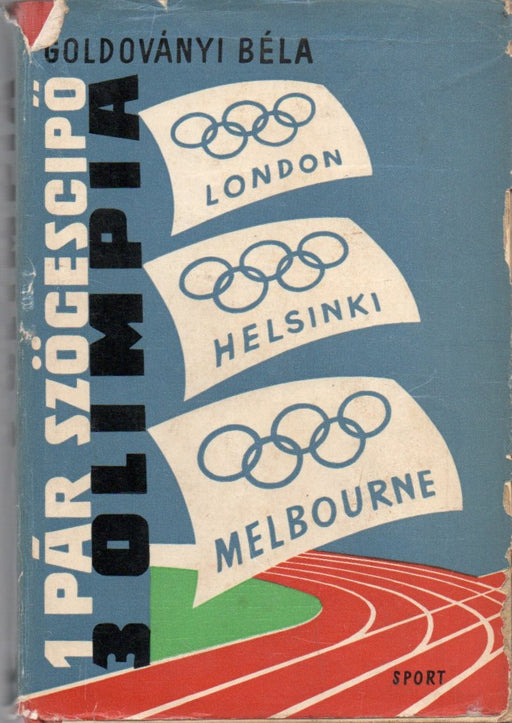 GOLDOVÁNYI BÉLA
1 PÁR SZÖGESCIPŐ
3 OLIMPIA
LONDON
HELSINKI
MELBOURNE
SPORT